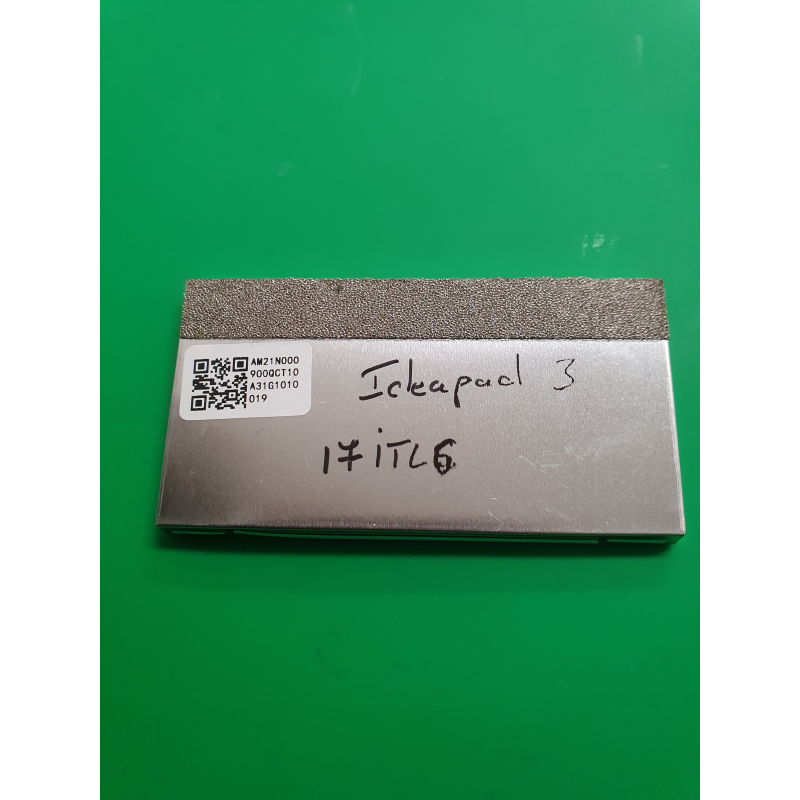 AM21N000
900QCT10
A31G1010
019
Ideapad 3
17iTL6